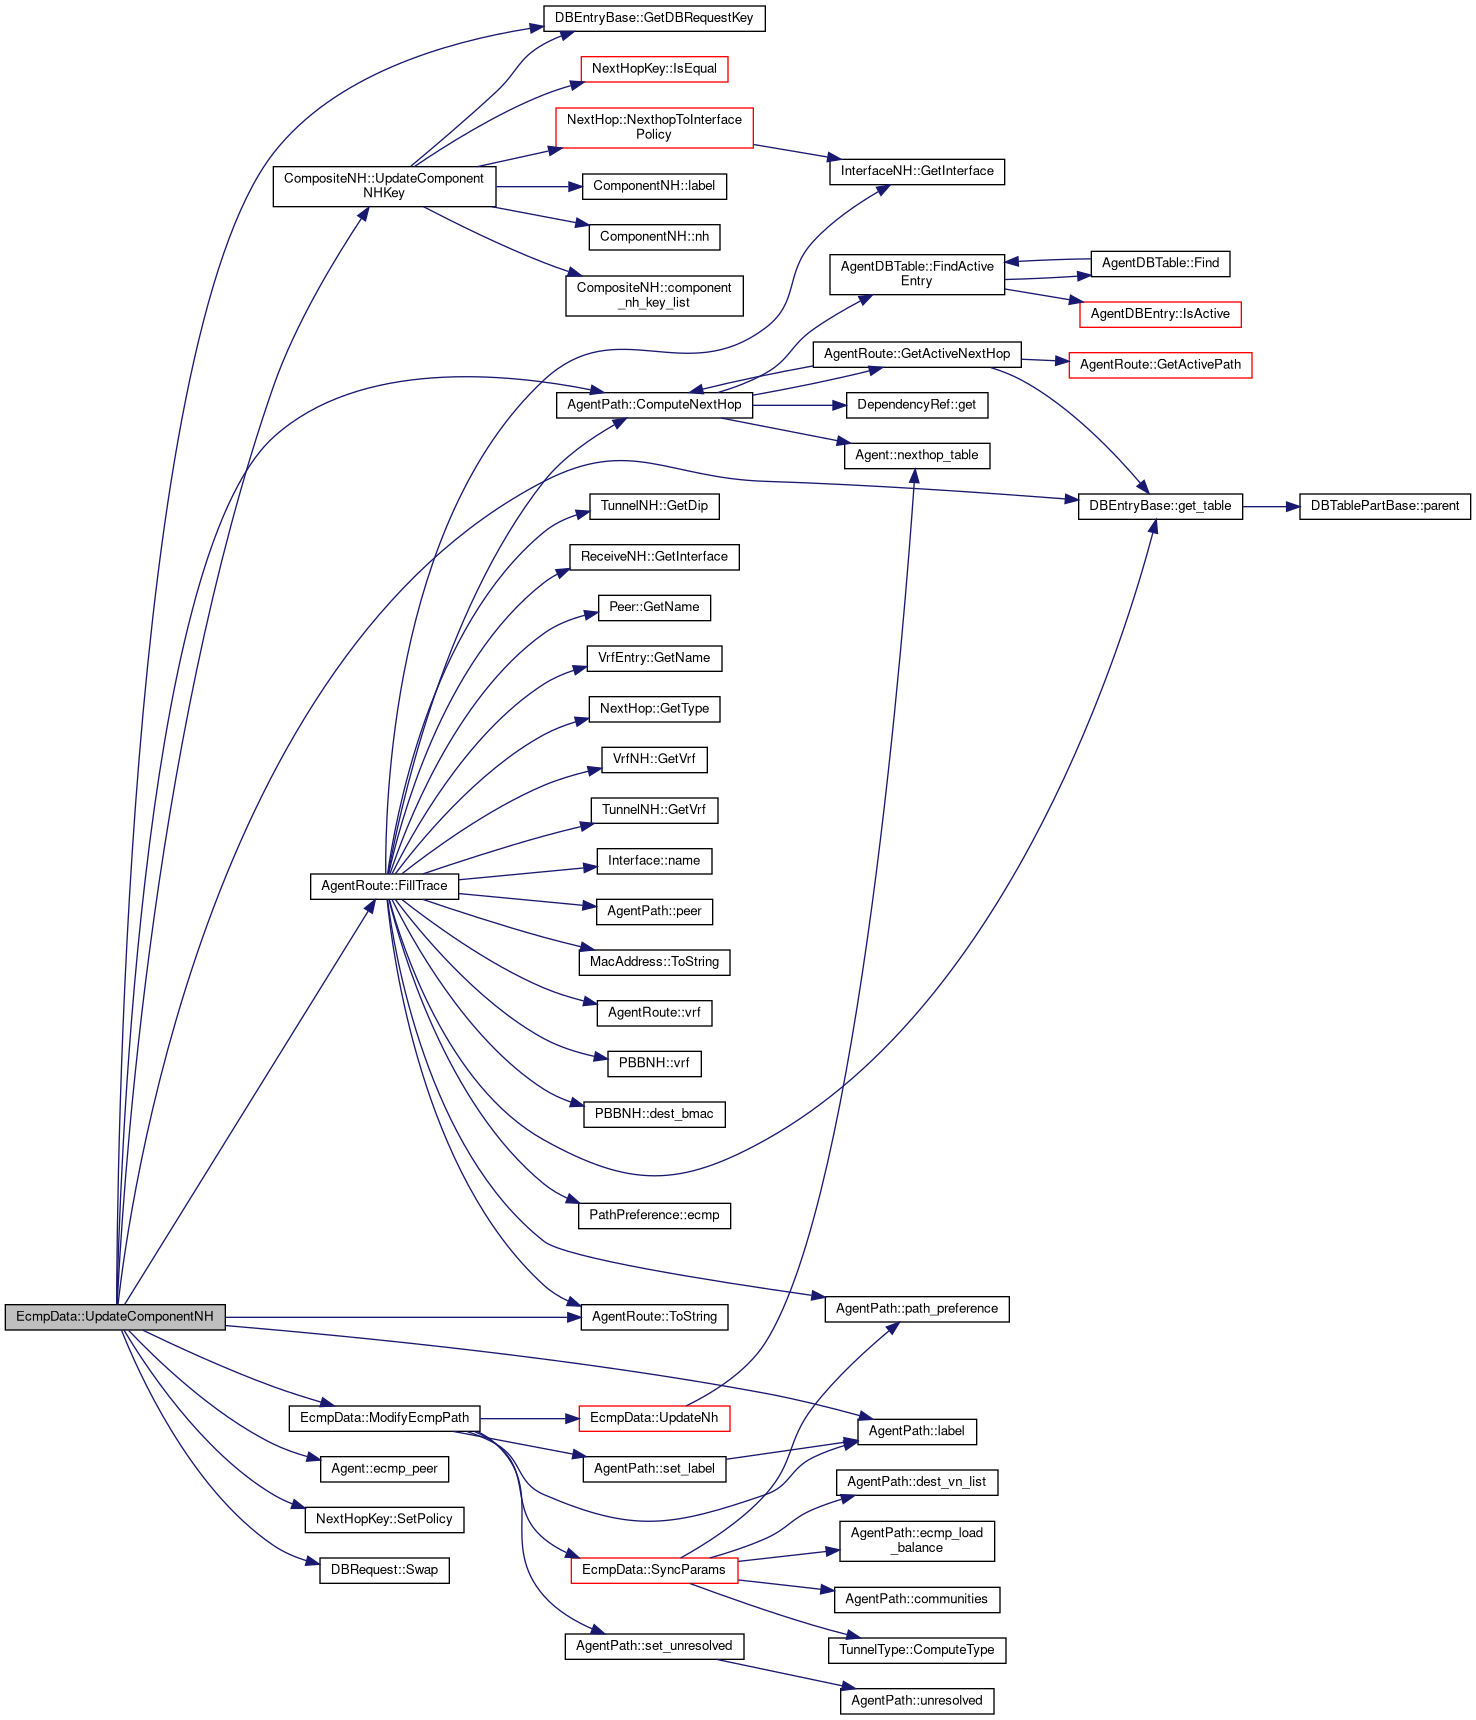 DBEntryBase::GetDBRequestKey
NextHopKey::IsEqual
NextHop::NexthopToInterface
Policy
InterfaceNH::GetInterface
CompositeNH::UpdateComponent
NHKey
ComponentNH::label
ComponentNH::nh
CompositeNH::component
_nh_key_list
AgentDBTable::FindActive
Entry
AgentDBTable::Find
AgentDBEntry::IsActive
AgentRoute::GetActiveNextHop
AgentRoute::GetActivePath
AgentPath::ComputeNextHop
DependencyRef::get
Agent::nexthop_table
TunnelNH::GetDip
DBEntryBase::get_table
DBTablePartBase::parent
ReceiveNH::GetInterface
Peer::GetName
VrfEntry::GetName
NextHop::GetType
VrfNH::GetVrf
TunnelNH::GetVrf
Interface::name
AgentRoute::FillTrace
AgentPath::peer
MacAddress::ToString
AgentRoute::vrf
PBBNH::vrf
PBBNH::dest_bmac
PathPreference::ecmp
EcmpData::UpdateComponentNH
AgentRoute::ToString
AgentPath::path_preference
EcmpData::ModifyEcmpPath
EcmpData::UpdateNh
AgentPath::label
Agent::ecmp_peer
AgentPath::set_label
AgentPath::dest_vn_list
NextHopKey::SetPolicy
AgentPath::ecmp_load
_balance
DBRequest::Swap
EcmpData::SyncParams
AgentPath::communities
AgentPath::set_unresolved
TunnelType::ComputeType
AgentPath::unresolved